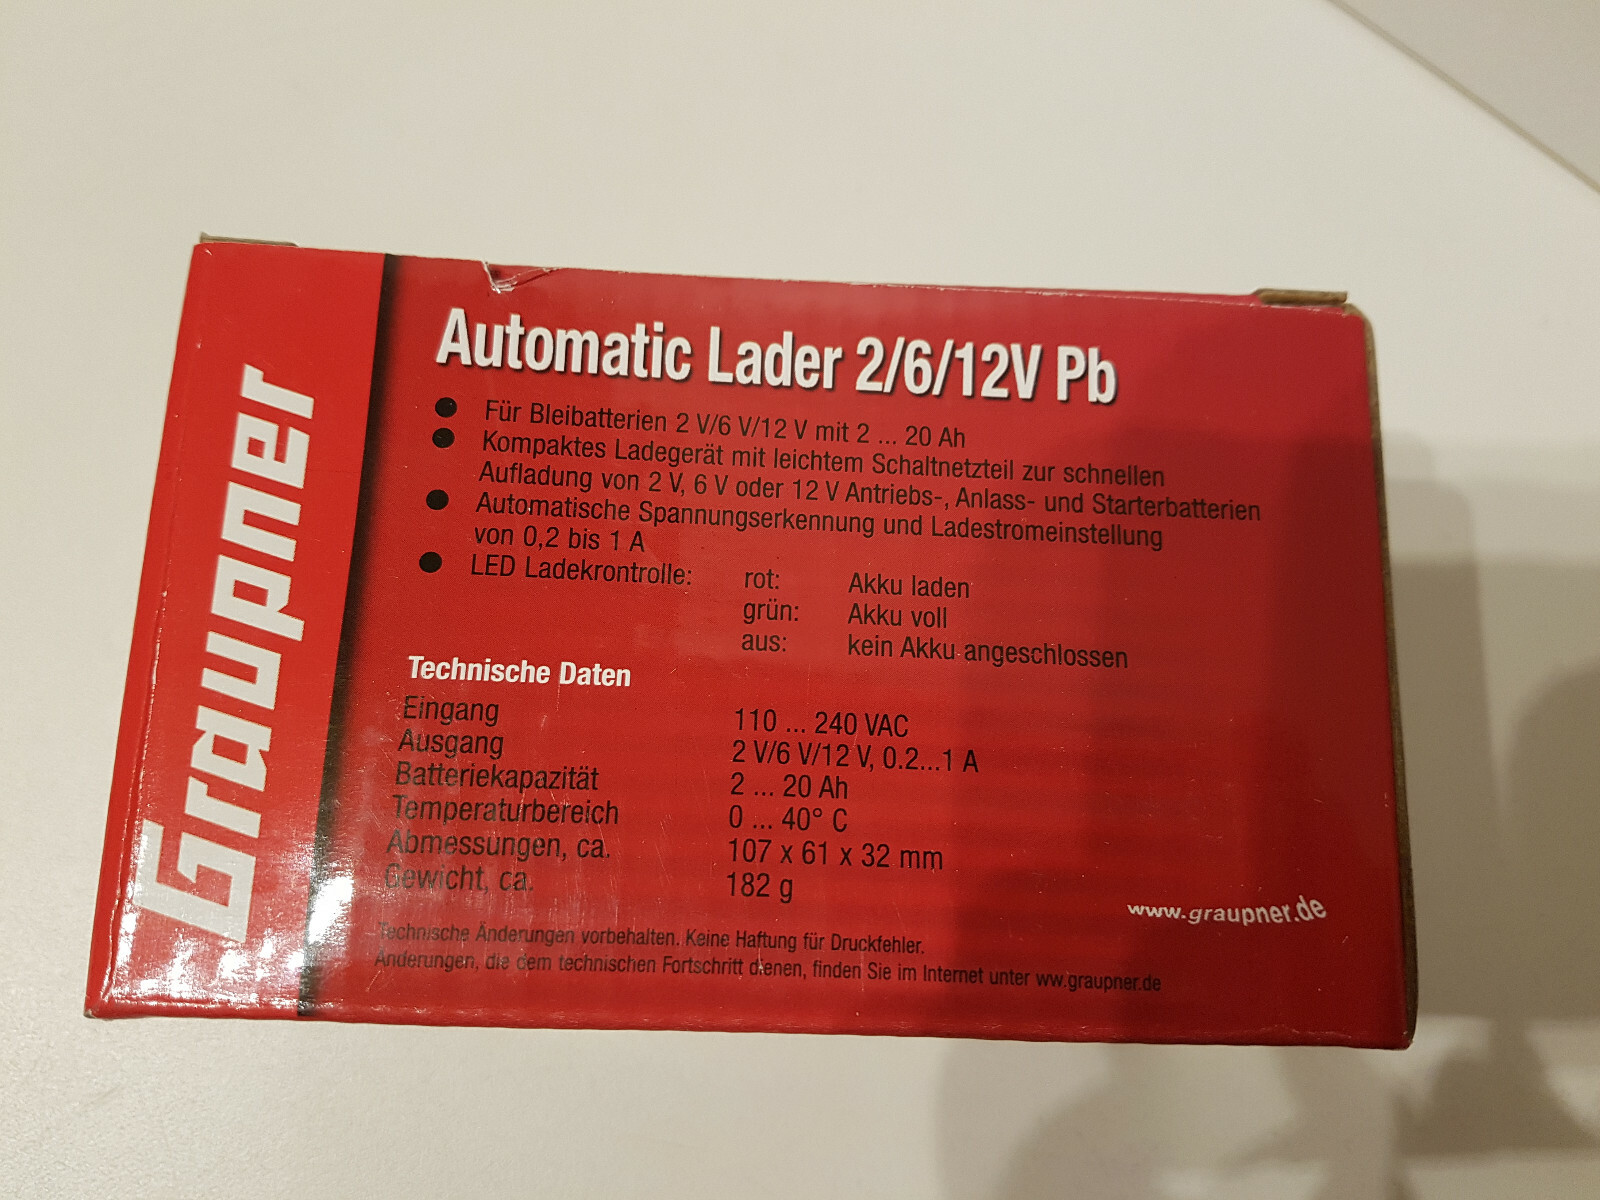 Graupner
Automatic Lader 2/6/12V Pb
● Für Bleibatterien 2 V/6 V/12 V mit 2 ... 20 Ah
● Kompaktes Ladegerät mit leichtem Schaltnetzteil zur schnellen
Aufladung von 2 V, 6 V oder 12 V Antriebs-, Anlass- und Starterbatterien
● Automatische Spannungserkennung und Ladestromeinstellung
von 0,2 bis 1 A
● LED Ladekrontrolle: rot: Akku laden
grün: Akku voll
aus: kein Akku angeschlossen
Technische Daten
Eingang 110 ... 240 VAC
Ausgang 2 V/6 V/12 V, 0.2...1 A
Batteriekapazität 2 ... 20 Ah
Temperaturbereich 0 ... 40° C
Abmessungen, ca. 107 x 61 x 32 mm
Gewicht, ca. 182 g
www.graupner.de
Technische Änderungen vorbehalten. Keine Haftung für Druckfehler.
Änderungen, die dem technischen Fortschritt dienen, finden Sie im Internet unter ww.graupner.de